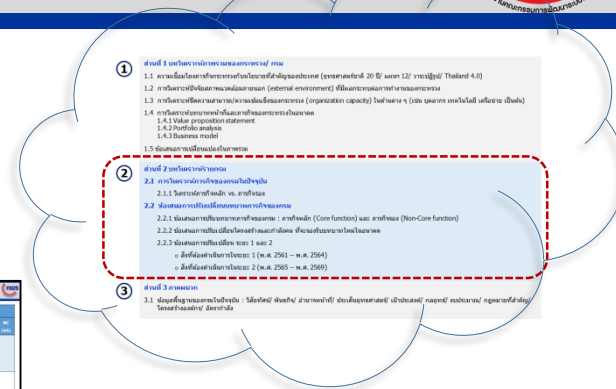 านคณะกรรมการพัฒนาระบบ
1
ส่วนที่ 1 บทวิเคราะห์ภาพรวมของกระทรวง/ กรม
1.1 ความเชื่อมโยงภารกิจกระทรวงกับนโยบายที่สำคัญของประเทศ (ยุทธศาสตร์ชาติ 20 ปี/ แผนฯ 12/ วาระปฏิรูป/ Thailand 4.0)
1.2 การวิเคราะห์ปัจจัยสภาพแวดล้อมภายนอก (external environment) ที่มีผลกระทบต่อการทำงานของกระทรวง
1.3 การวิเคราะห์ขีดความสามารถ/ความเข้มแข็งของกระทรวง (organization capacity) ในด้านต่าง ๆ (เช่น บุคลากร เทคโนโลยี เครือข่าย เป็นต้น)
1.4 การวิเคราะห์บทบาทหน้าที่และภารกิจของกระทรวงในอนาคต
1.4.1 Value proposition statement
1.4.2 Portfolio analysis
1.4.3 Business model
1.5 ข้อเสนอการเปลี่ยนแปลงในภาพรวม
2
ส่วนที่ 2 บทวิเคราะห์รายกรม
2.1 การวิเคราะห์ภารกิจของกรมในปัจจุบัน
2.1.1 วิเคราะห์ภารกิจหลัก vs. ภารกิจรอง
2.2 ข้อเสนอการปรับเปลี่ยนบทบาทภารกิจของกรม
2.2.1 ข้อเสนอการปรับบทบาทภารกิจของกรม : ภารกิจหลัก (Core function) และ ภารกิจรอง (Non-Core function)
2.2.2 ข้อเสนอการปรับเปลี่ยนโครงสร้างและกำลังคน ที่จะรองรับบทบาทใหม่ในอนาคต
2.2.3 ข้อเสนอการปรับเปลี่ยน ระยะ 1 และ 2
○ สิ่งที่ต้องดำเนินการในระยะ 1 (พ.ศ. 2561 – พ.ศ. 2564)
○ สิ่งที่ต้องดำเนินการในระยะ 2 (พ.ศ. 2565 – พ.ศ. 2569)
3
ส่วนที่ 3 ภาคผนวก
3.1 ข้อมูลพื้นฐานของกรมในปัจจุบัน : วิสัยทัศน์/ พันธกิจ/ อำนาจหน้าที่/ ประเด็นยุทธศาสตร์/ เป้าประสงค์/ กลยุทธ์/ งบประมาณ/ กฎหมายที่สำคัญ/
โครงสร้างองค์กร/ อัตรากำลัง